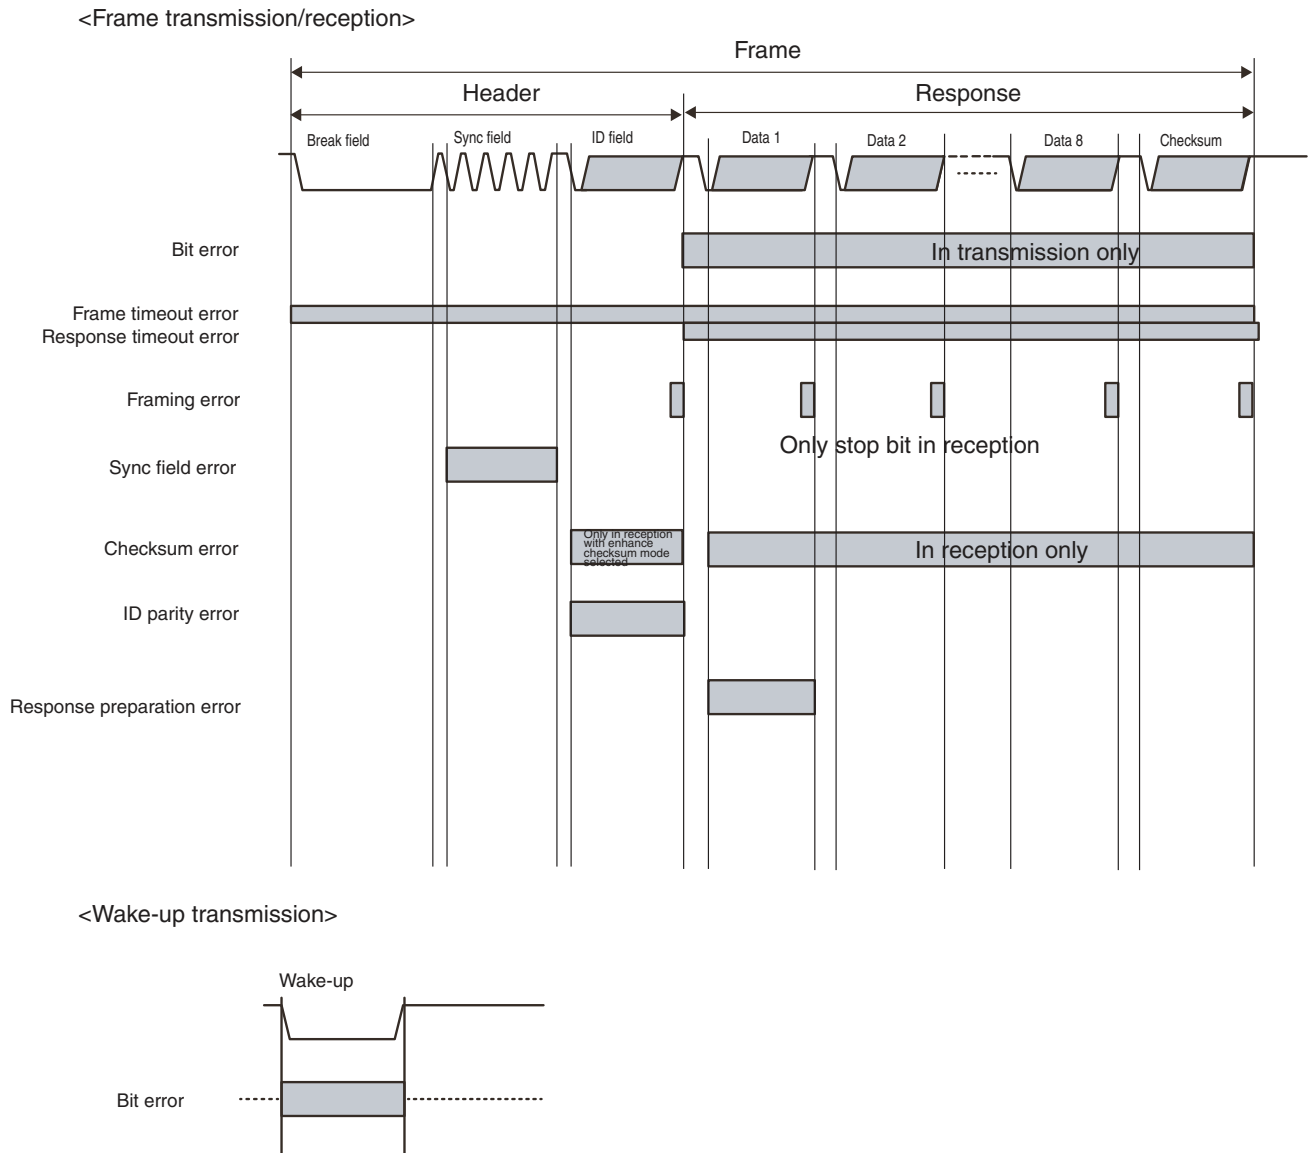 <Frame transmission/reception>
Frame
Header
Response
Break field
Sync field
ID field
Data 1
Data 2
Data 8
Checksum
Bit error
In transmission only
Frame timeout error
Response timeout error
Framing error
Only stop bit in reception
Sync field error
Checksum error
Only in reception
with enhance
checksum mode
selected
In reception only
ID parity error
Response preparation error
<Wake-up transmission>
Wake-up
Bit error